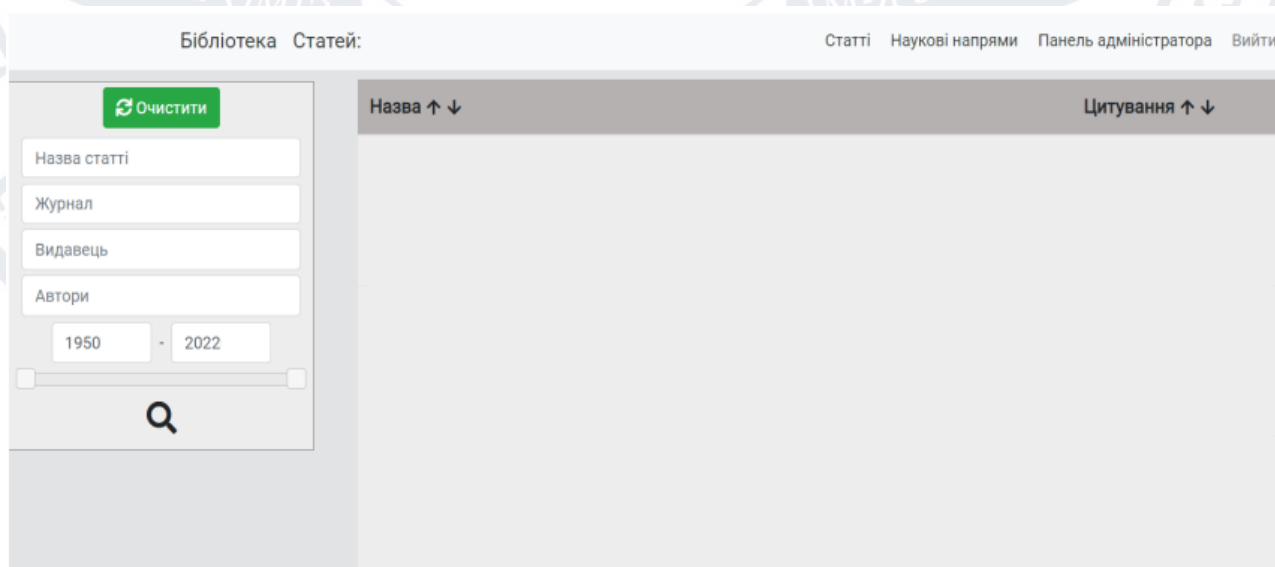 Бібліотека Статей:
Статті Наукові напрями Панель адміністратора Вийти
Очистити
Назва статті
Журнал
Видавець
Автори
1950 - 2022
Назва ↑ ↓
Цитування ↑ ↓